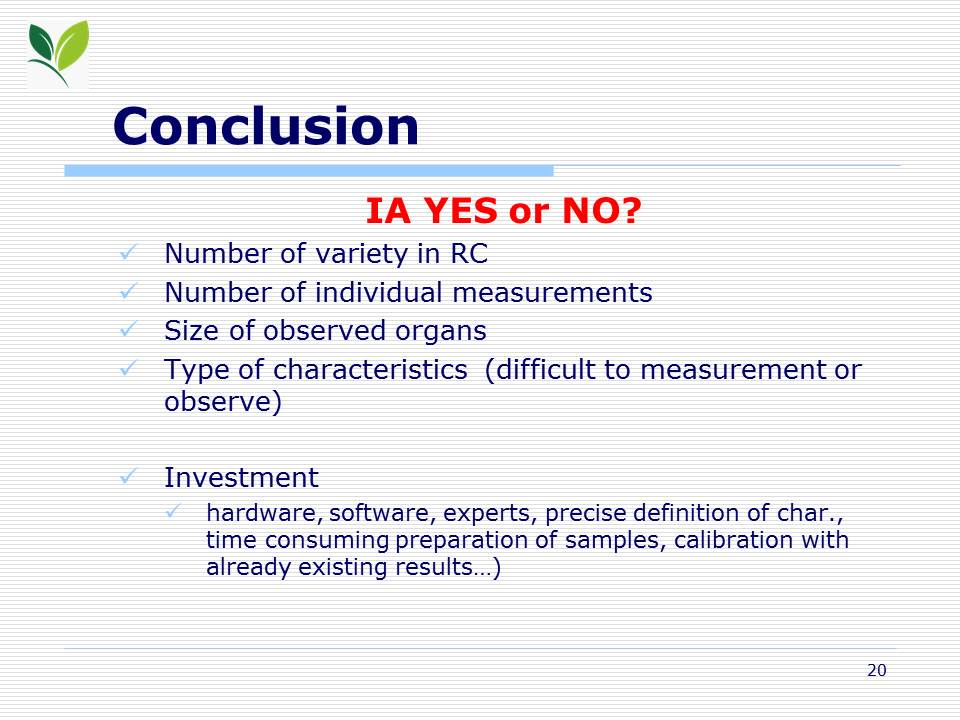 Conclusion
IA YES or NO?
Number of variety in RC
Number of individual measurements
Size of observed organs
Type of characteristics (difficult to measurement or
observe)
Investment
hardware, software, experts, precise definition of char.,
time consuming preparation of samples, calibration with
already existing results…)
20